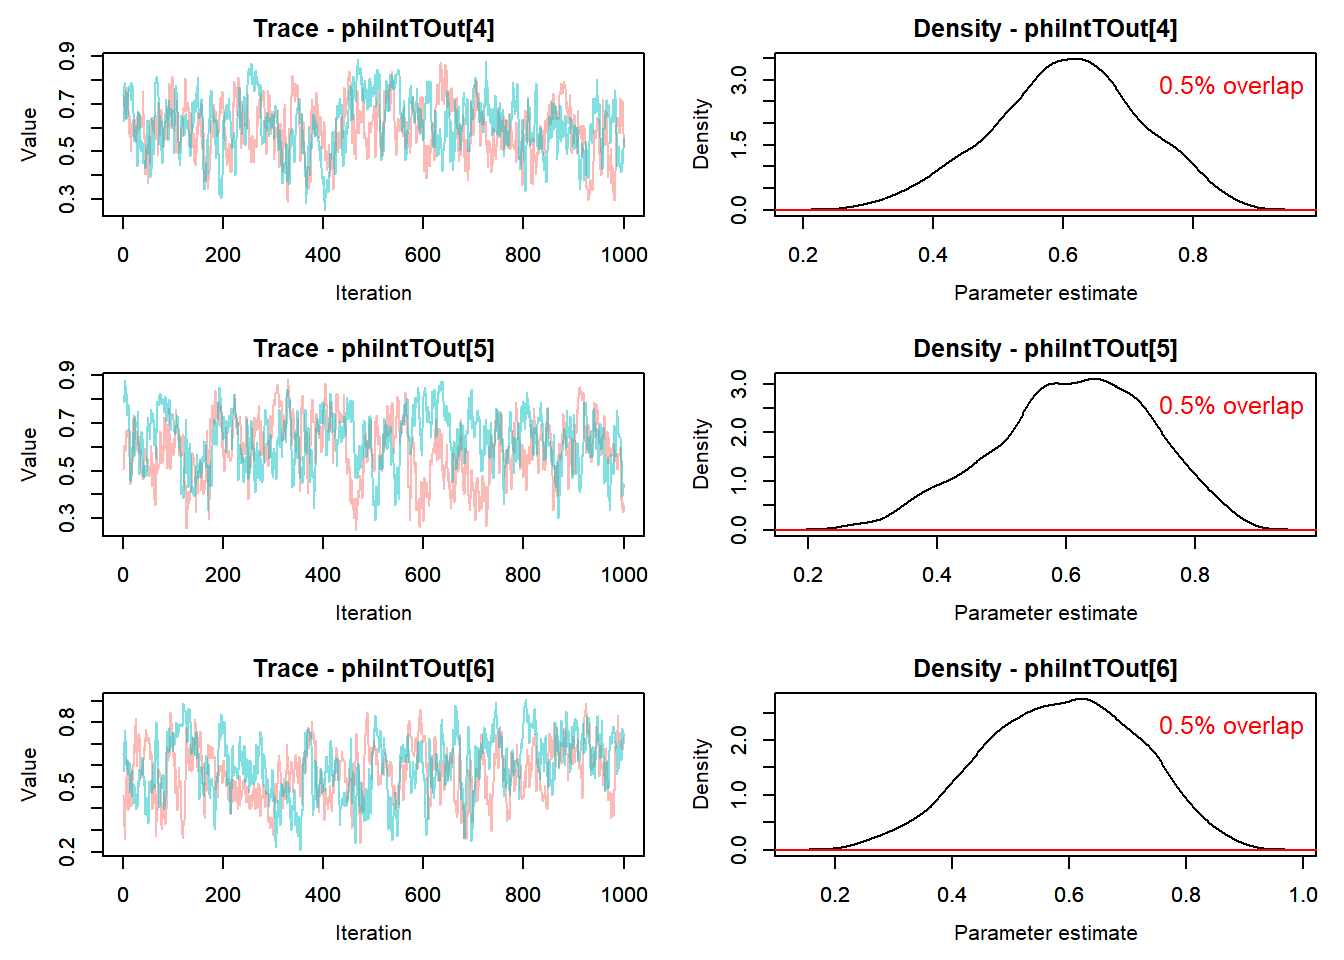 Trace - phiIntTOut[4]
Value
0.3 0.5 0.7 0.9
0 200 400 600 800 1000
Iteration
Density - phiIntTOut[4]
0.5% overlap
Density
0.0 1.5 3.0
0.2 0.4 0.6 0.8
Parameter estimate
Trace - phiIntTOut[5]
Value
0.3 0.5 0.7 0.9
0 200 400 600 800 1000
Iteration
Density - phiIntTOut[5]
0.5% overlap
Density
0.0 1.0 2.0 3.0
0.2 0.4 0.6 0.8
Parameter estimate
Trace - phiIntTOut[6]
Value
0.2 0.5 0.8
0 200 400 600 800 1000
Iteration
Density - phiIntTOut[6]
0.5% overlap
Density
0.0 1.0 2.0
0.2 0.4 0.6 0.8 1.0
Parameter estimate